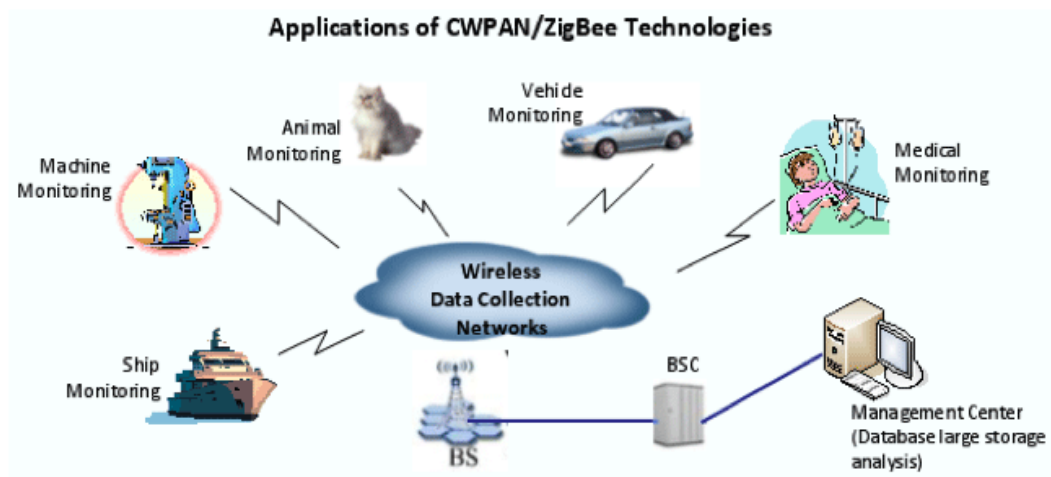 Applications of CWPAN/ZigBee Technologies
Vehicle
Monitoring
Animal
Monitoring
Machine
Monitoring
Medical
Monitoring
Wireless
Data Collection
Networks
Ship
Monitoring
BSC
BS
Management Center
(Database large storage
analysis)